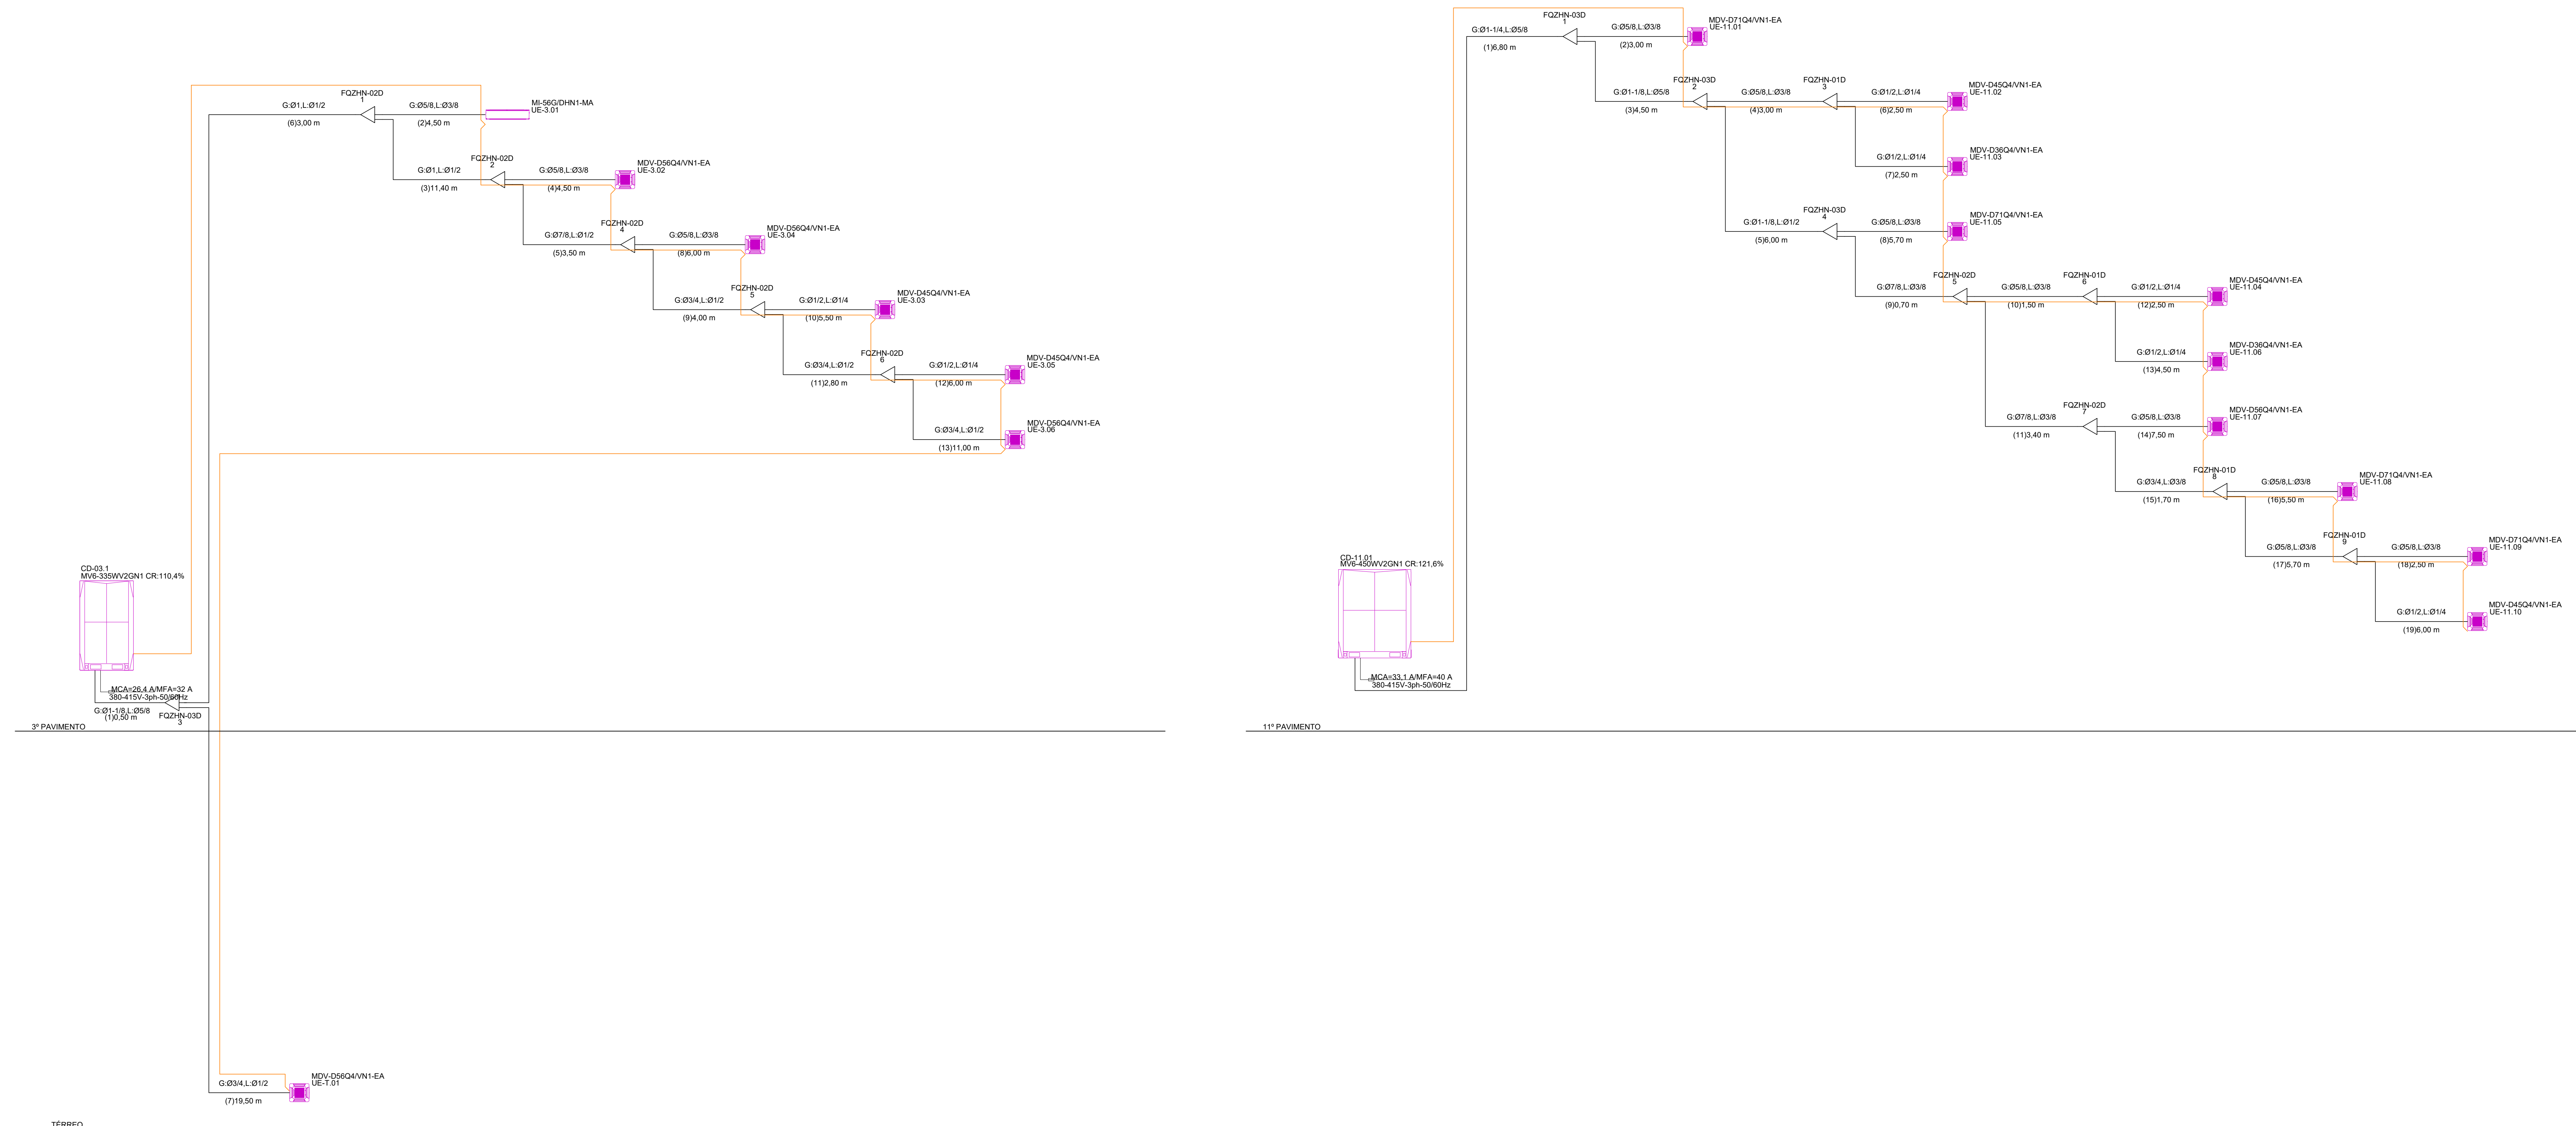 FQZHN-02D
1
G:Ø1,L:Ø1/2
(6)3,00 m
G:Ø5/8,L:Ø3/8
(2)4,50 m
MI-56G/DHN1-MA
UE-3.01
FQZHN-02D
2
G:Ø1,L:Ø1/2
(3)11,40 m
G:Ø5/8,L:Ø3/8
(4)4,50 m
MDV-D56Q4/VN1-EA
UE-3.02
FQZHN-02D
4
G:Ø7/8,L:Ø1/2
(5)3,50 m
G:Ø5/8,L:Ø3/8
(8)6,00 m
MDV-D56Q4/VN1-EA
UE-3.04
FQZHN-02D
5
G:Ø3/4,L:Ø1/2
(9)4,00 m
G:Ø1/2,L:Ø1/4
(10)5,50 m
MDV-D45Q4/VN1-EA
UE-3.03
FQZHN-02D
6
G:Ø3/4,L:Ø1/2
(11)2,80 m
G:Ø1/2,L:Ø1/4
(12)6,00 m
MDV-D45Q4/VN1-EA
UE-3.05
G:Ø3/4,L:Ø1/2
(13)11,00 m
MDV-D56Q4/VN1-EA
UE-3.06
CD-03.1
MV6-335WV2GN1 CR:110,4%
MCA=26,4 A/MFA=32 A
380-415V-3ph-50/60Hz
G:Ø1-1/8,L:Ø5/8
(1)0,50 m
FQZHN-03D
3
3º PAVIMENTO
G:Ø3/4,L:Ø1/2
(7)19,50 m
MDV-D56Q4/VN1-EA
UE-T.01
TÉRREO
FQZHN-03D
1
G:Ø1-1/4,L:Ø5/8
(1)6,80 m
G:Ø5/8,L:Ø3/8
(2)3,00 m
MDV-D71Q4/VN1-EA
UE-11.01
FQZHN-03D
2
G:Ø1-1/8,L:Ø5/8
(3)4,50 m
G:Ø5/8,L:Ø3/8
(4)3,00 m
FQZHN-01D
3
G:Ø1/2,L:Ø1/4
(6)2,50 m
MDV-D45Q4/VN1-EA
UE-11.02
G:Ø1/2,L:Ø1/4
(7)2,50 m
MDV-D36Q4/VN1-EA
UE-11.03
FQZHN-03D
4
G:Ø1-1/8,L:Ø1/2
(5)6,00 m
G:Ø5/8,L:Ø3/8
(8)5,70 m
MDV-D71Q4/VN1-EA
UE-11.05
FQZHN-02D
5
G:Ø7/8,L:Ø3/8
(9)0,70 m
G:Ø5/8,L:Ø3/8
(10)1,50 m
FQZHN-01D
6
G:Ø1/2,L:Ø1/4
(12)2,50 m
MDV-D45Q4/VN1-EA
UE-11.04
G:Ø1/2,L:Ø1/4
(13)4,50 m
MDV-D36Q4/VN1-EA
UE-11.06
FQZHN-02D
7
G:Ø7/8,L:Ø3/8
(11)3,40 m
G:Ø5/8,L:Ø3/8
(14)7,50 m
MDV-D56Q4/VN1-EA
UE-11.07
FQZHN-01D
8
G:Ø3/4,L:Ø3/8
(15)1,70 m
G:Ø5/8,L:Ø3/8
(16)5,50 m
MDV-D71Q4/VN1-EA
UE-11.08
FQZHN-01D
9
G:Ø5/8,L:Ø3/8
(17)5,70 m
G:Ø5/8,L:Ø3/8
(18)2,50 m
MDV-D71Q4/VN1-EA
UE-11.09
G:Ø1/2,L:Ø1/4
(19)6,00 m
MDV-D45Q4/VN1-EA
UE-11.10
CD-11.01
MV6-450WV2GN1 CR:121,6%
MCA=33,1 A/MFA=40 A
380-415V-3ph-50/60Hz
11º PAVIMENTO